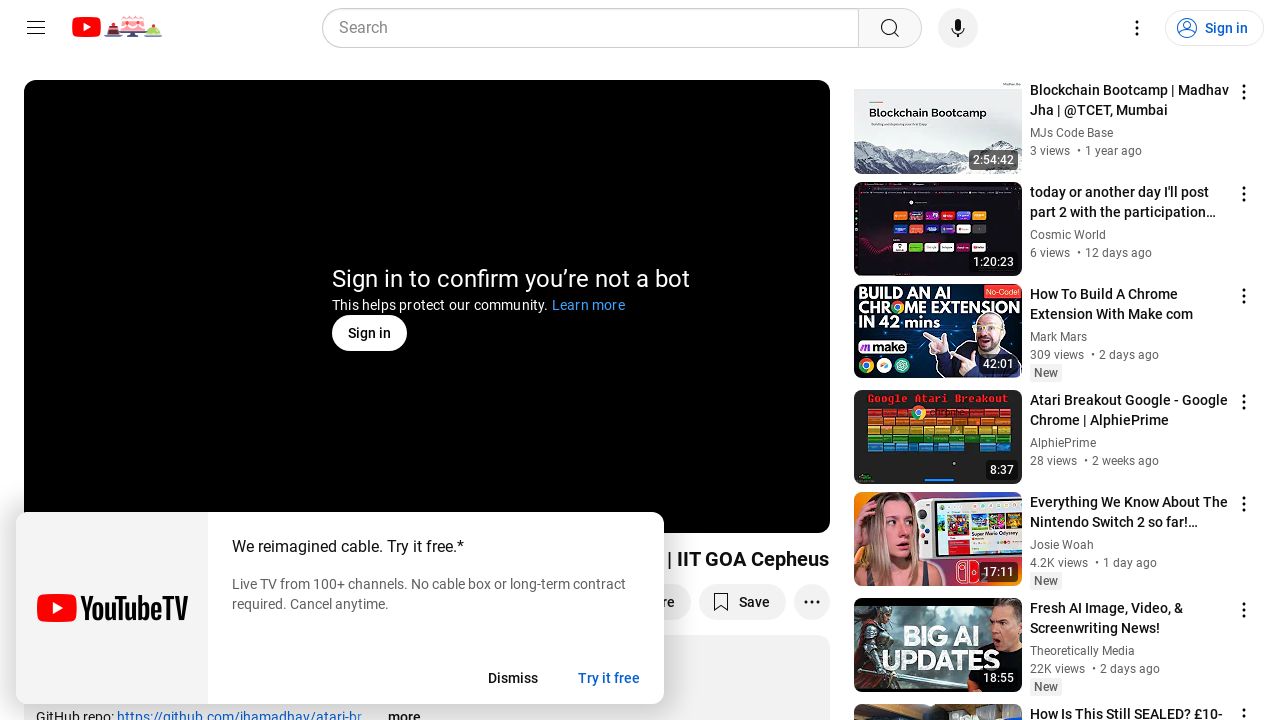 Search
Sign in
Sign in to confirm you’re not a bot
This helps protect our community. Learn more
Sign in
| IIT GOA Cepheus
re
Save
We reimagined cable. Try it free.*
Live TV from 100+ channels. No cable box or long-term contract
required. Cancel anytime.
YouTubeTV
Dismiss
Try it free
GitHub repo: https://github.com/jhamadhav/atari-br...
more
Blockchain Bootcamp
2:54:42
Blockchain Bootcamp | Madhav
Jha | @TCET, Mumbai
MJs Code Base
3 views • 1 year ago
1:20:23
today or another day I'll post
part 2 with the participation...
Cosmic World
6 views • 12 days ago
BUILD AN AI
CHROME EXTENSION
IN 42 mins
No-Code!
make
42:01
How To Build A Chrome
Extension With Make com
Mark Mars
309 views • 2 days ago
New
Google Atari Breakout
8:37
Atari Breakout Google - Google
Chrome | AlphiePrime
AlphiePrime
28 views • 2 weeks ago
Super Mario Odyssey
17:11
Everything We Know About The
Nintendo Switch 2 so far!...
Josie Woah
4.2K views • 1 day ago
New
BIG AI
UPDATES
18:55
Fresh AI Image, Video, &
Screenwriting News!
Theoretically Media
22K views • 2 days ago
New
How Is This Still SEALED? £10-